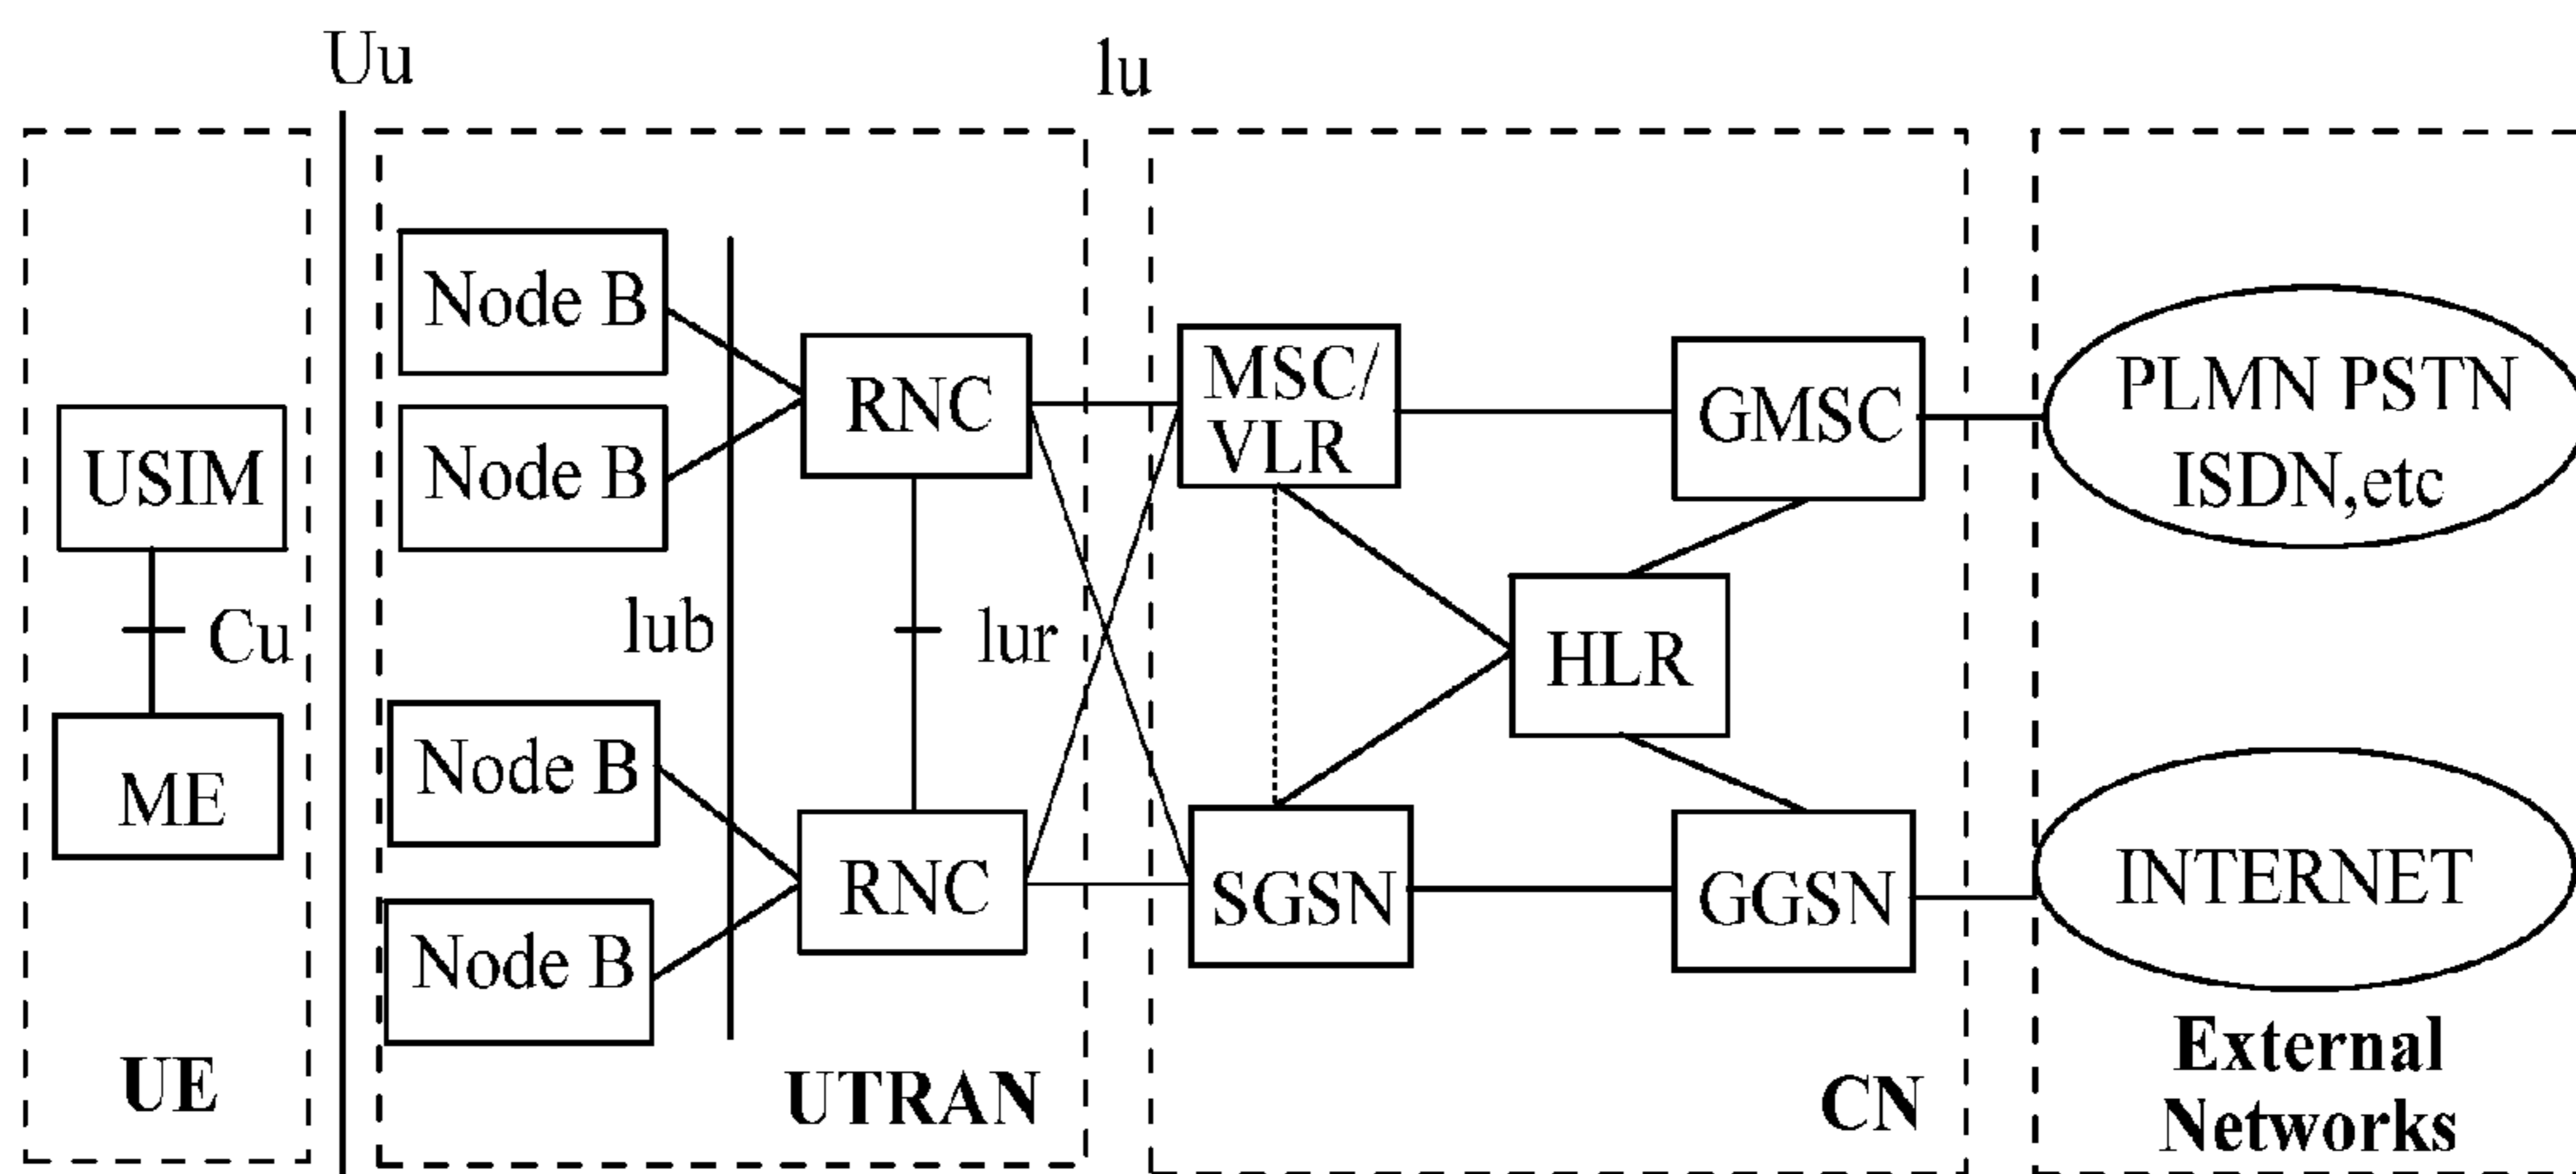 Uu
lu
Node B
Node B
RNC
MSC/
VLR
GMSC
PLMN PSTN
ISDN,etc
USIM
Cu
ME
lub
lur
HLR
Node B
Node B
RNC
SGSN
GGSN
INTERNET
UE
UTRAN
CN
External
Networks